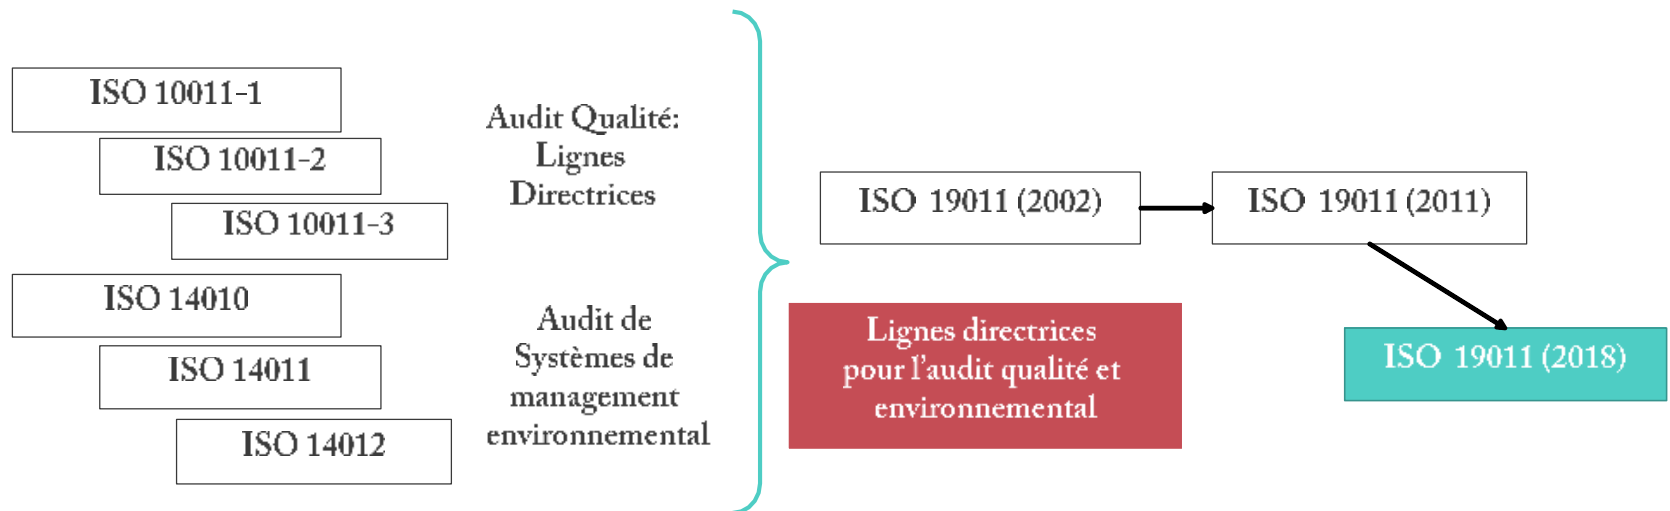 ISO 10011-1
ISO 10011-2
ISO 10011-3
Audit Qualité:
Lignes
Directrices
ISO 14010
ISO 14011
ISO 14012
Audit de
Systèmes de
management
environnemental
ISO 19011 (2002)
ISO 19011 (2011)
Lignes directrices
pour l'audit qualité et
environnemental
ISO 19011 (2018)